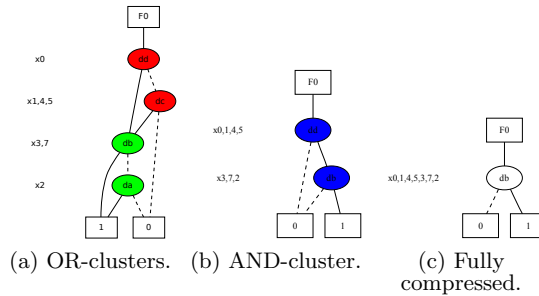 F0
x0
dd
x1,4,5
dc
x3,7
db
x2
da
1
0
F0
x0,1,4,5
dd
x3,7,2
db
0
1
F0
x0,1,4,5,3,7,2
db
0
1
(a) OR-clusters.
(b) AND-cluster.
(c) Fully
compressed.